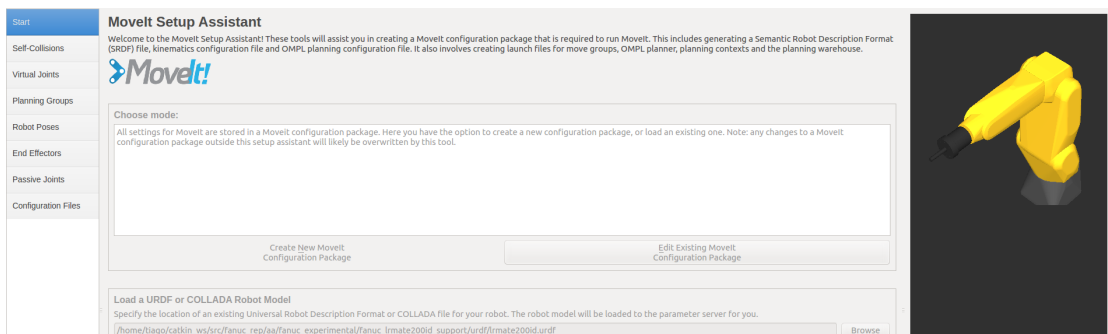 Start
Self-Collisions
Virtual Joints
Planning Groups
Robot Poses
End Effectors
Passive Joints
Configuration Files
MoveIt Setup Assistant
Welcome to the MoveIt Setup Assistant! These tools will assist you in creating a MoveIt configuration package that is required to run MoveIt. This includes generating a Semantic Robot Description Format
(SRDF) file, kinematics configuration file and OMPL planning configuration file. It also involves creating launch files for move groups, OMPL planner, planning contexts and the planning warehouse.
MoveIt!
Choose mode:
All settings for MoveIt are stored in a MoveIt configuration package. Here you have the option to create a new configuration package, or load an existing one. Note: any changes to a MoveIt
configuration package outside this setup assistant will likely be overwritten by this tool.
Create New MoveIt
Configuration Package
Edit Existing MoveIt
Configuration Package
Load a URDF or COLLADA Robot Model
Specify the location of an existing Universal Robot Description Format or COLLADA file for your robot. The robot model will be loaded to the parameter server for you.
/home/tiago/catkin_ws/src/fanuc_rep/aa/fanuc_experimental/fanuc_lrmate200id_support/urdf/lrmate200id.urdf
Browse